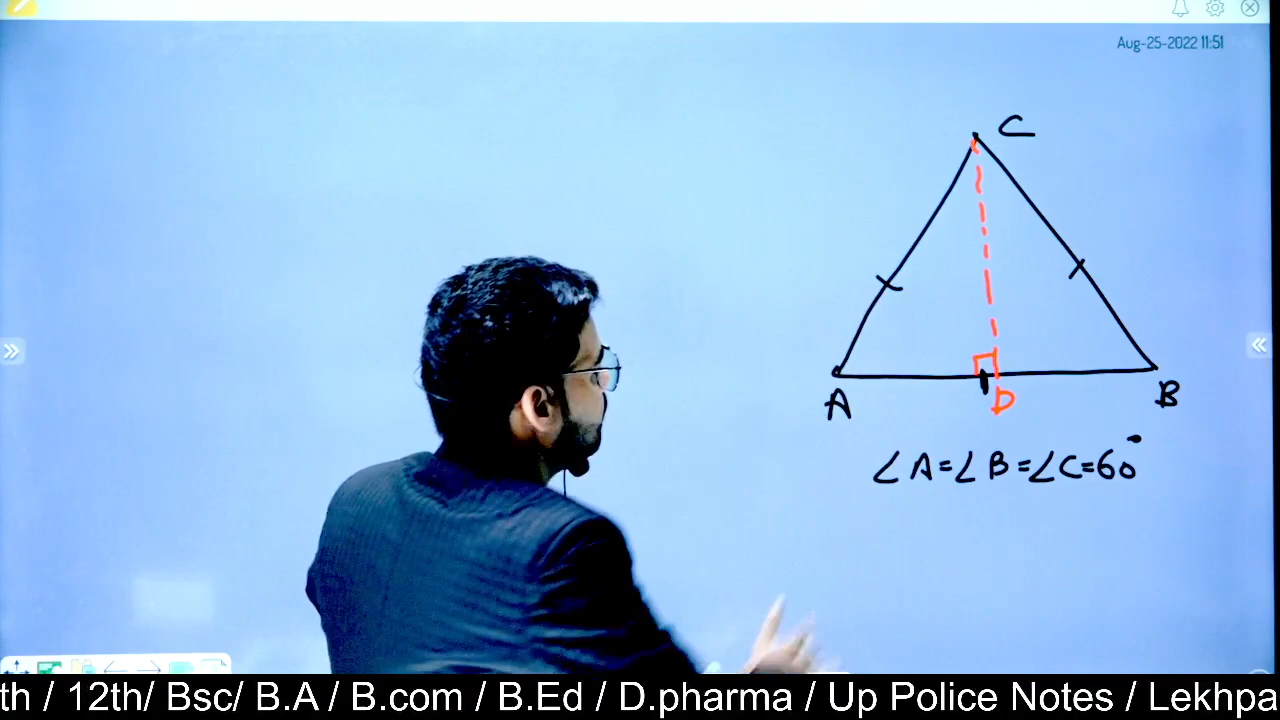 Aug-25-2022 11:51
C
A
D
B
∠A=∠B=∠C=60°
th / 12th/ Bsc/ B.A / B.com / B.Ed / D.pharma / Up Police Notes / Lekhpa